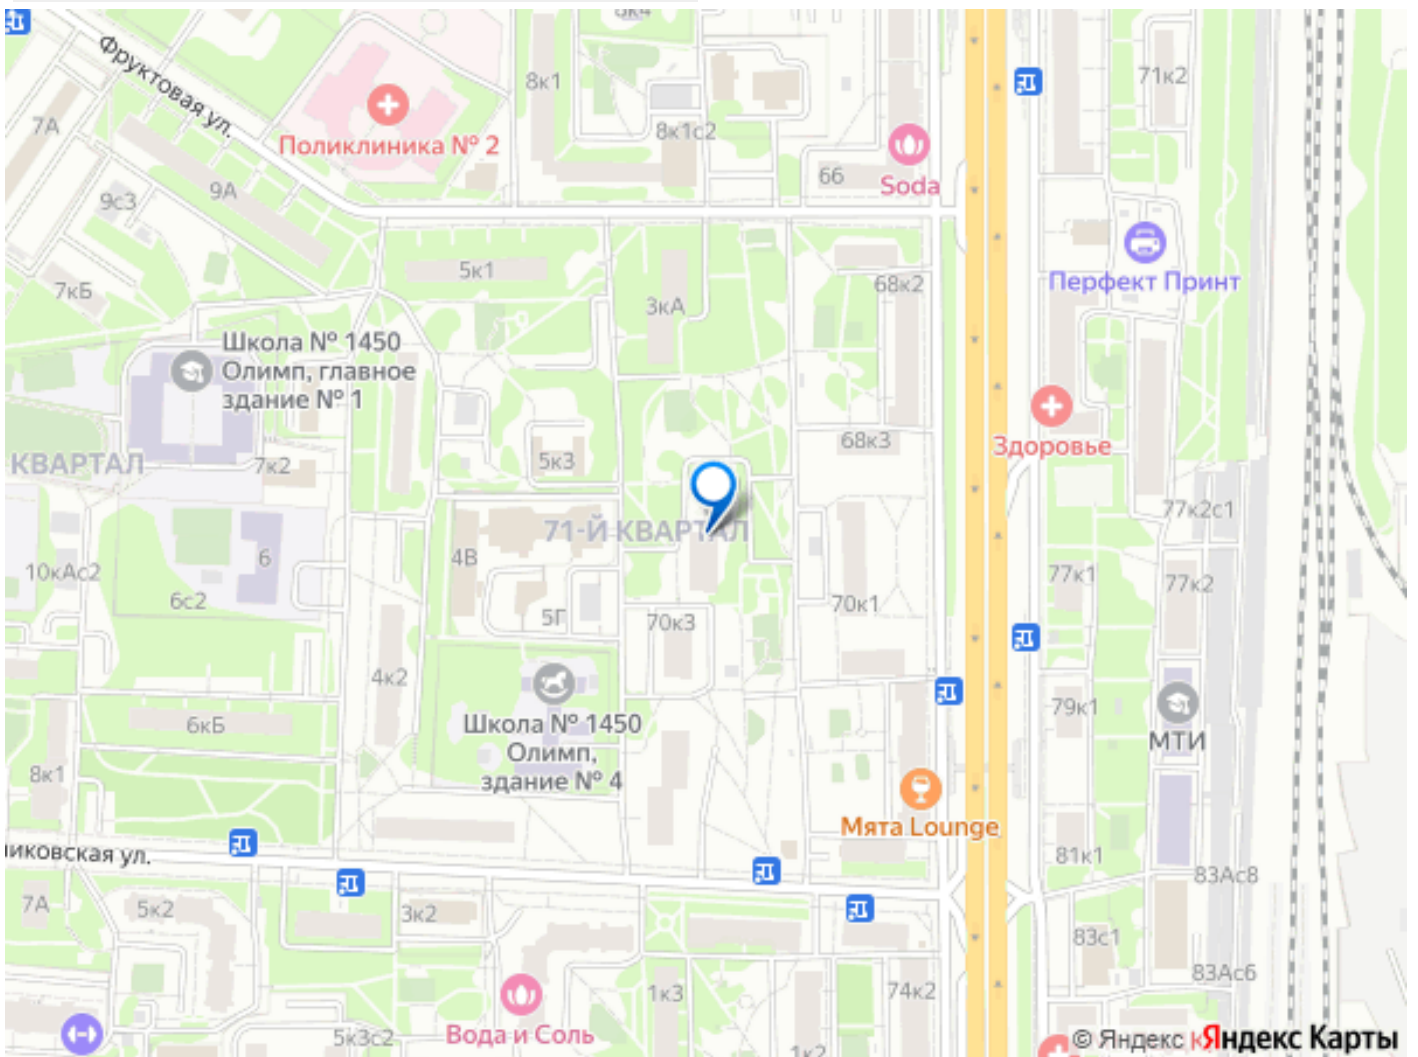 8к4
Фруктовая ул.
8к1
71к2
7А
Поликлиника № 2
8к1с2
66
Soda
9А
9с3
5к1
Перфект Принт
7кБ
3кА
68к2
Школа № 1450
Олимп, главное
здание № 1
68к3
Здоровье
КВАРТАЛ
7к2
5к3
77к2с1
71-Й КВАРТАЛ
4В
6
10кАс2
77к1
77к2
6с2
5Г
70к3
70к1
4к2
79к1
6кБ
Школа № 1450
Олимп,
здание № 4
МТИ
8к1
Мята Lounge
иковская ул.
81к1
83Ас8
7А
5к2
3к2
83с1
83Ас6
1к3
74к2
Вода и Соль
5к3с2
1к2
© Яндекс К
Яндекс Карты